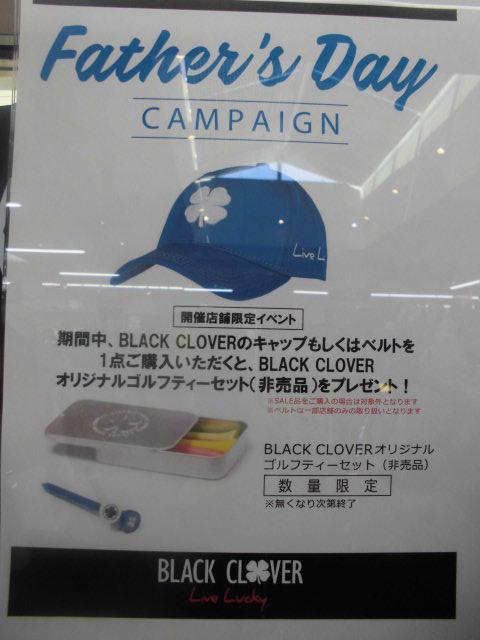 Father's Day
CAMPAIGN
Live L
開催店舗限定イベント
期間中、BLACK CLOVERのキャップもしくはベルトを
1点ご購入いただくと、BLACK CLOVER
オリジナルゴルフティーセット(非売品)をプレゼント！
※SALE品をご購入の場合は対象外となります
※ベルトは一部店舗のみの取り扱いとなります
BLACK CLOVERオリジナル
ゴルフティーセット（非売品）
数量限定
※無くなり次第終了
BLACK CLOVER
Live Lucky